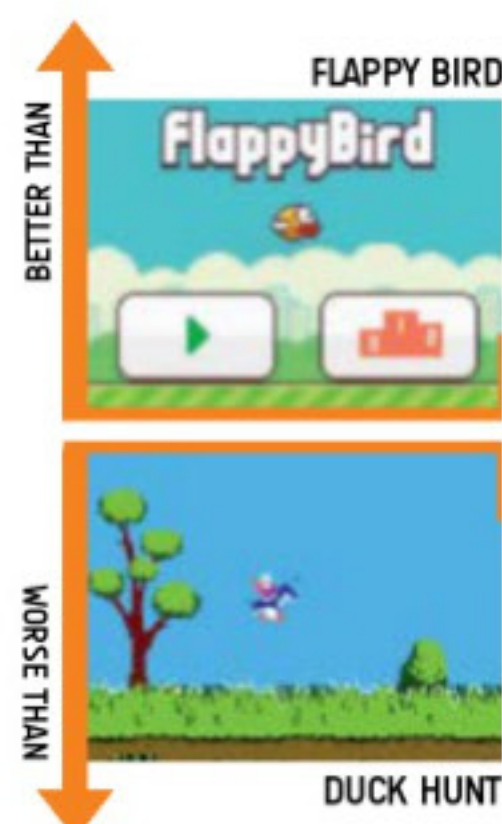 FLAPPY BIRD
BETTER THAN
FlappyBird
WORSE THAN
DUCK HUNT